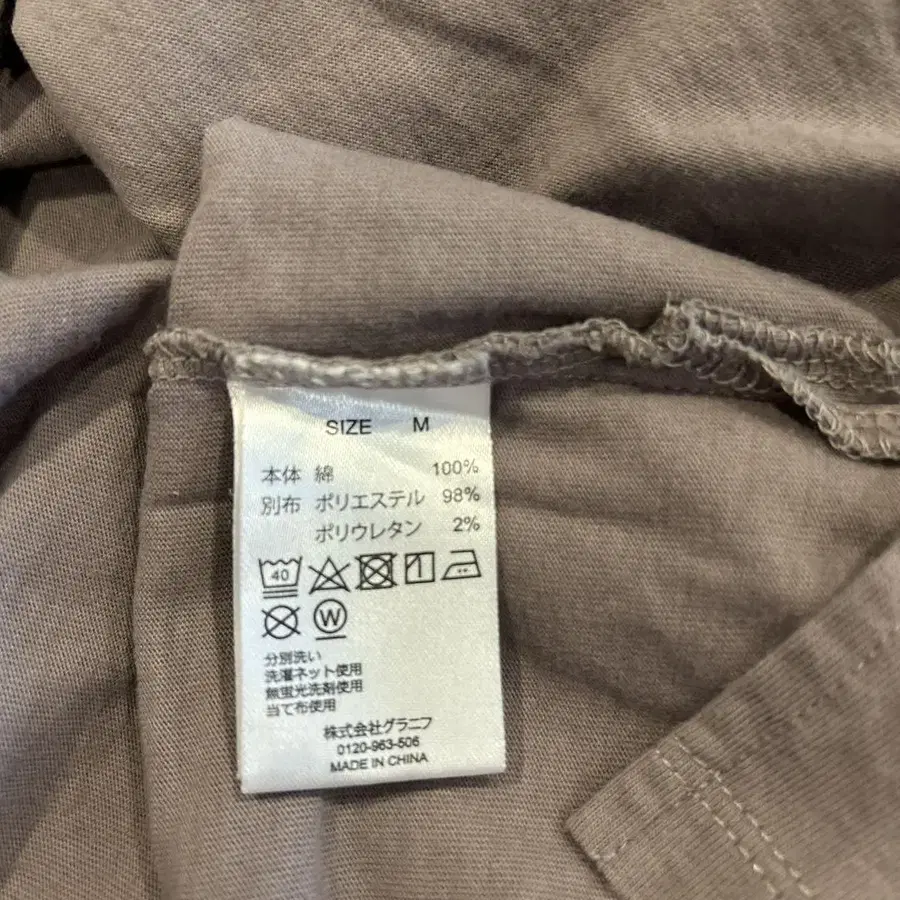 SIZE M
本体 綿 100%
別布 ポリエステル 98%
ポリウレタン 2%
40
W
分別洗い
洗濯ネット使用
無蛍光洗剤使用
当て布使用
株式会社グラニフ
0120-963-506
MADE IN CHINA